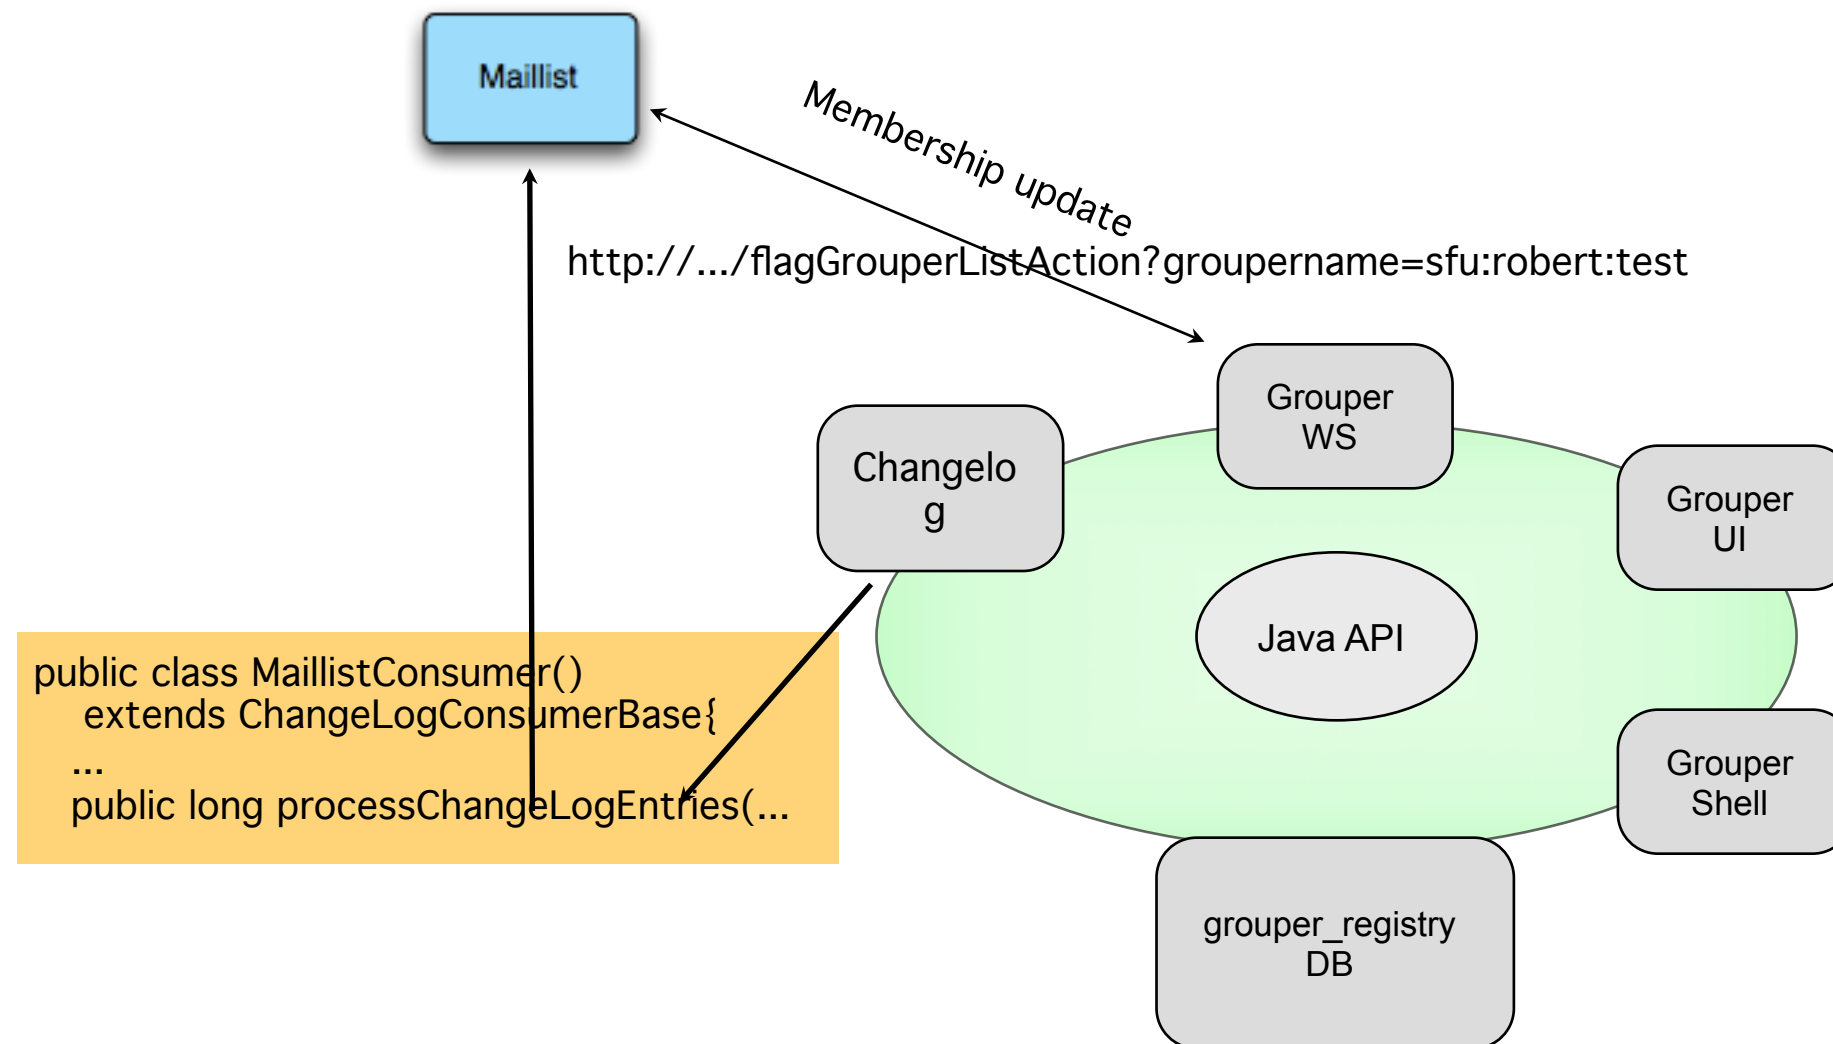 Maillist
Membership update
http://.../flagGrouperListAction?groupername=sfu:robert:test
Grouper
WS
Changelo
g
Grouper
UI
Java API
public class MaillistConsumer()
extends ChangeLogConsumerBase{
...
public long processChangeLogEntries(...
Grouper
Shell
grouper_registry
DB